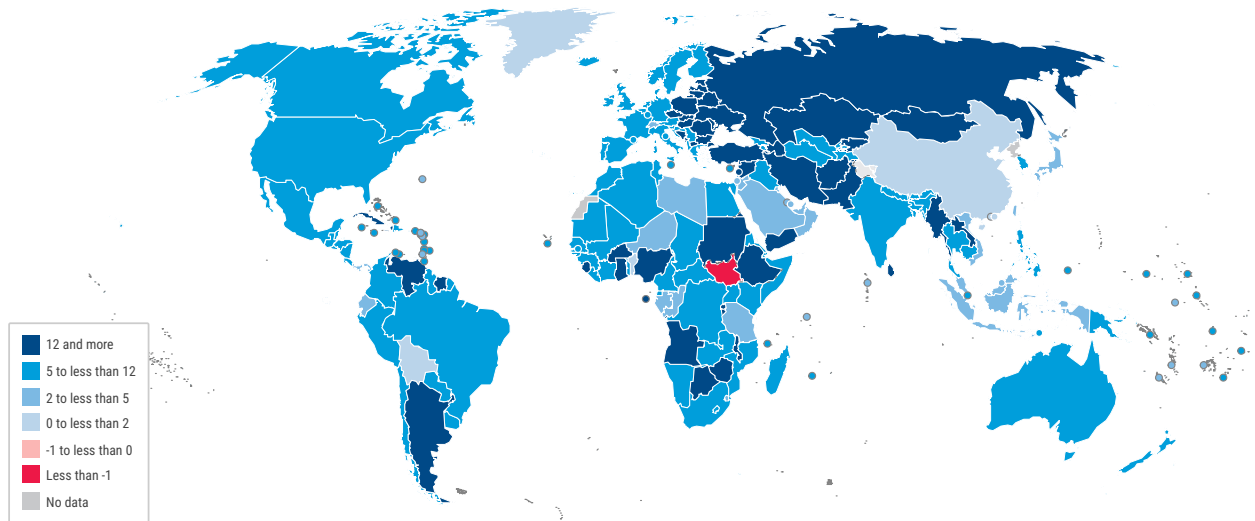 12 and more
5 to less than 12
2 to less than 5
0 to less than 2
-1 to less than 0
Less than -1
No data